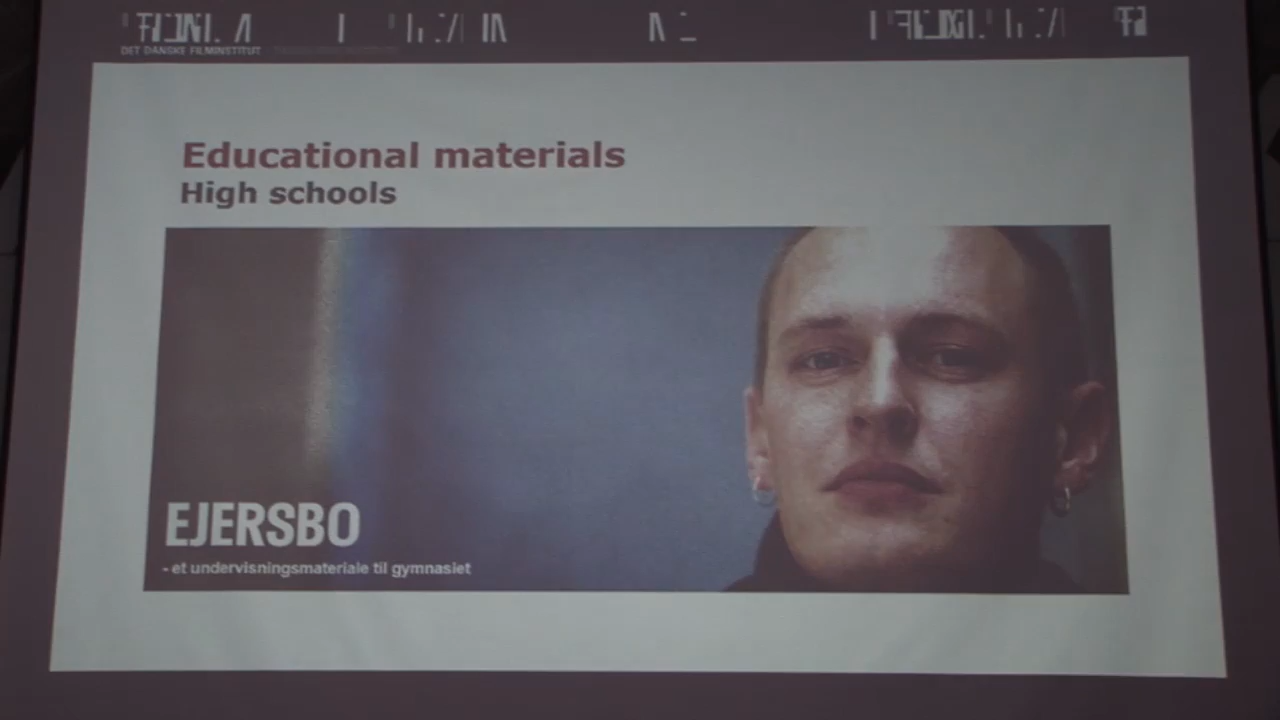 DET DANSKE FILMINSTITUT
Educational materials
High schools
EJERSBO
- et undervisningsmateriale til gymnasiet